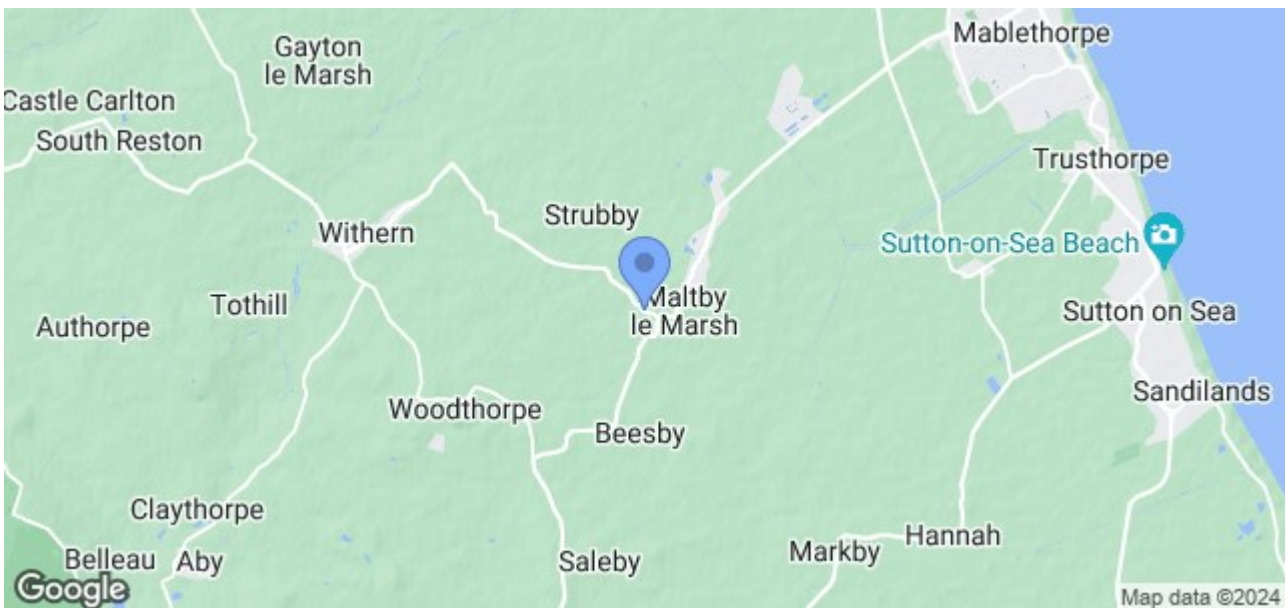 Mablethorpe
Gayton
le Marsh
Castle Carlton
South Reston
Trusthorpe
Strubby
Withern
Sutton-on-Sea Beach
Tothill
Maltby
le Marsh
Authorpe
Sutton on Sea
Sandilands
Woodthorpe
Beesby
Claythorpe
Hannah
Markby
Belleau
Aby
Saleby
Google
Map data ©2024